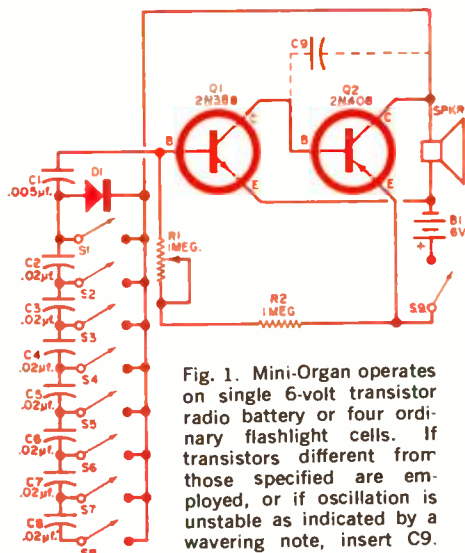 C9
Q1
2N388
Q2
2N408
C
C
SPKR
B
B
E
E
C1
.005µf.
D1
B1
6V
+
S1
R1
1MEG.
C2
.02µf.
S2
S9
C3
.02µf.
S3
R2
1MEG
C4
.02µf.
S4
C5
.02µf.
S5
C6
.02µf.
S6
C7
.02µf.
S7
C8
.02µf.
Fig. 1. Mini-Organ operates
on single 6-volt transistor
radio battery or four ordi-
nary flashlight cells. If
transistors different from
those specified are em-
ployed, or if oscillation is
unstable as indicated by a
wavering note, insert C9.